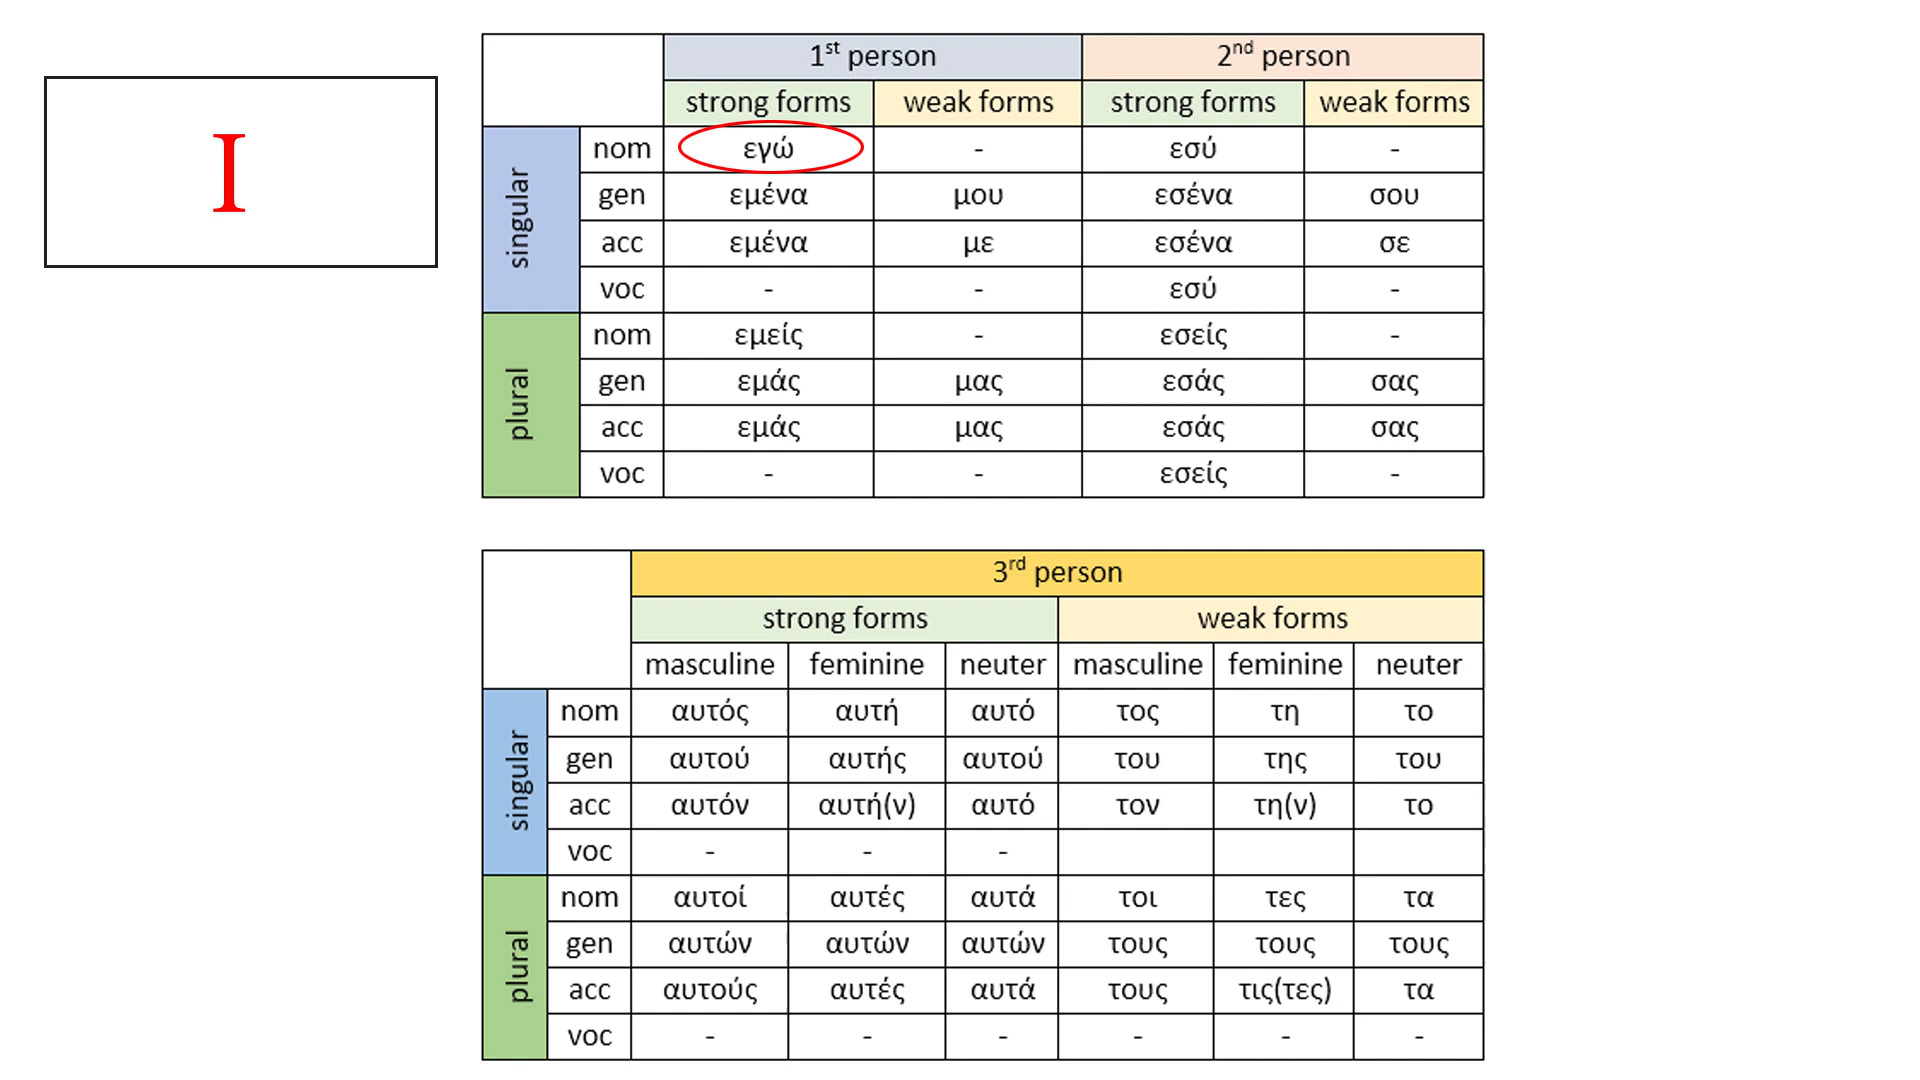 I
1st person 2nd person
strong forms weak forms strong forms weak forms
singular
nom εγώ - εσύ -
gen εμένα μου εσένα σου
acc εμένα με εσένα σε
voc - - εσύ -
plural
nom εμείς - εσείς -
gen εμάς μας εσάς σας
acc εμάς μας εσάς σας
voc - - εσείς -
3rd person
strong forms weak forms
masculine feminine neuter masculine feminine neuter
singular
nom αυτός αυτή αυτό τος τη το
gen αυτού αυτής αυτού του της του
acc αυτόν αυτή(ν) αυτό τον τη(ν) το
voc - - -
plural
nom αυτοί αυτές αυτά τοι τες τα
gen αυτών αυτών αυτών τους τους τους
acc αυτούς αυτές αυτά τους τις(τες) τα
voc - - - - - -